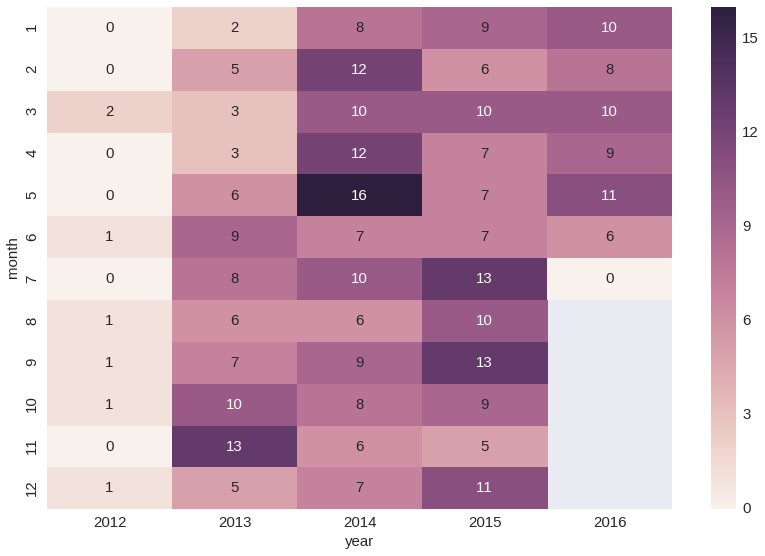 1 0 2 8 9 10
2 0 5 12 6 8
3 2 3 10 10 10
4 0 3 12 7 9
5 0 6 16 7 11
6 1 9 7 7 6
7 0 8 10 13 0
8 1 6 6 10
9 1 7 9 13
10 1 10 8 9
11 0 13 6 5
12 1 5 7 11
month
2012 2013 2014 2015 2016
year
15
12
9
6
3
0